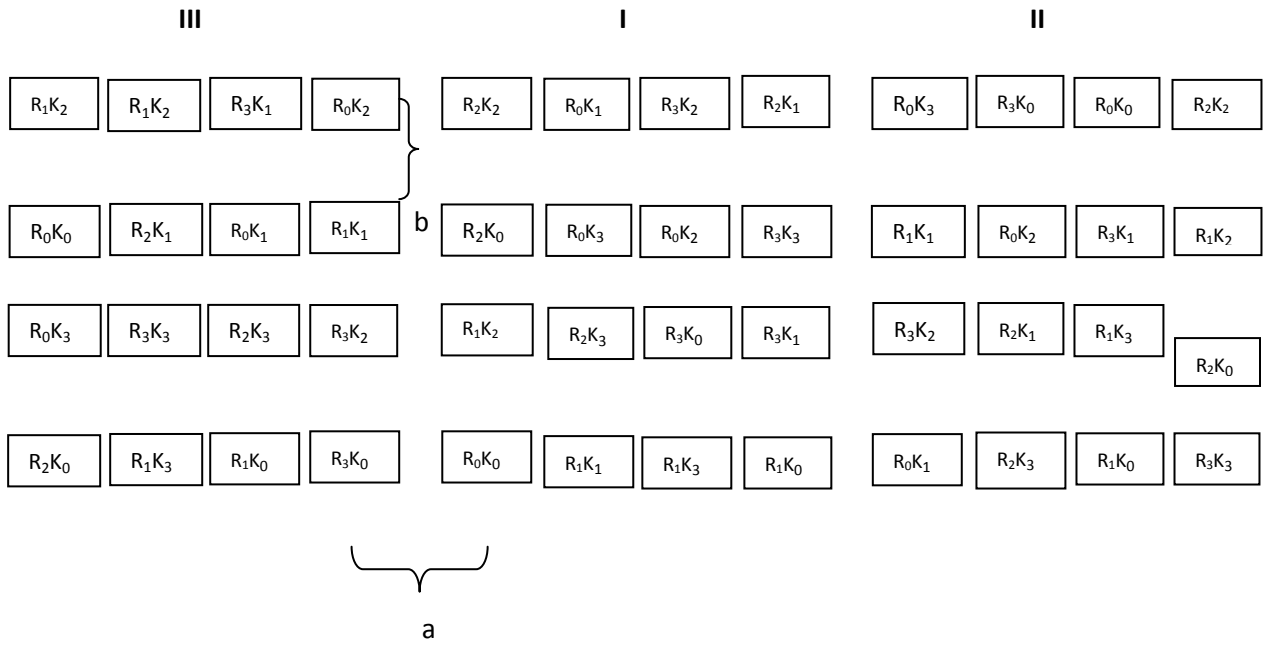 III I II
R₁K₂ R₁K₂ R₃K₁ R₀K₂ R₂K₂ R₀K₁ R₃K₂ R₂K₁ R₀K₃ R₃K₀ R₀K₀ R₂K₂
R₀K₀ R₂K₁ R₀K₁ R₁K₁ b R₂K₀ R₀K₃ R₀K₂ R₃K₃ R₁K₁ R₀K₂ R₃K₁ R₁K₂
R₀K₃ R₃K₃ R₂K₃ R₃K₂ R₁K₂ R₂K₃ R₃K₀ R₃K₁ R₃K₂ R₂K₁ R₁K₃ R₂K₀
R₂K₀ R₁K₃ R₁K₀ R₃K₀ R₀K₀ R₁K₁ R₁K₃ R₁K₀ R₀K₁ R₂K₃ R₁K₀ R₃K₃
a